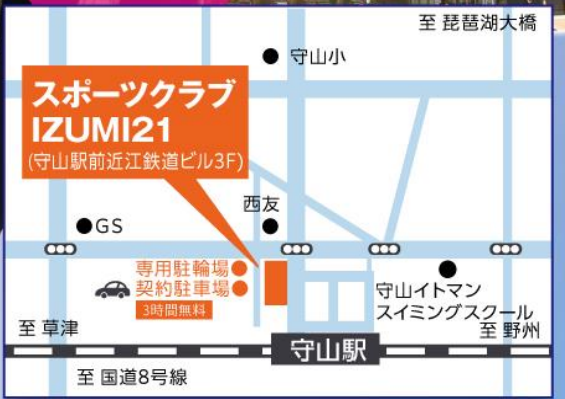 至 琵琶湖大橋
守山小
スポーツクラブ
IZUMI21
(守山駅前近江鉄道ビル3F)
西友
GS
専用駐輪場
契約駐車場
3時間無料
守山イトマン
スイミングスクール
至 草津
至 野州
守山駅
至 国道8号線